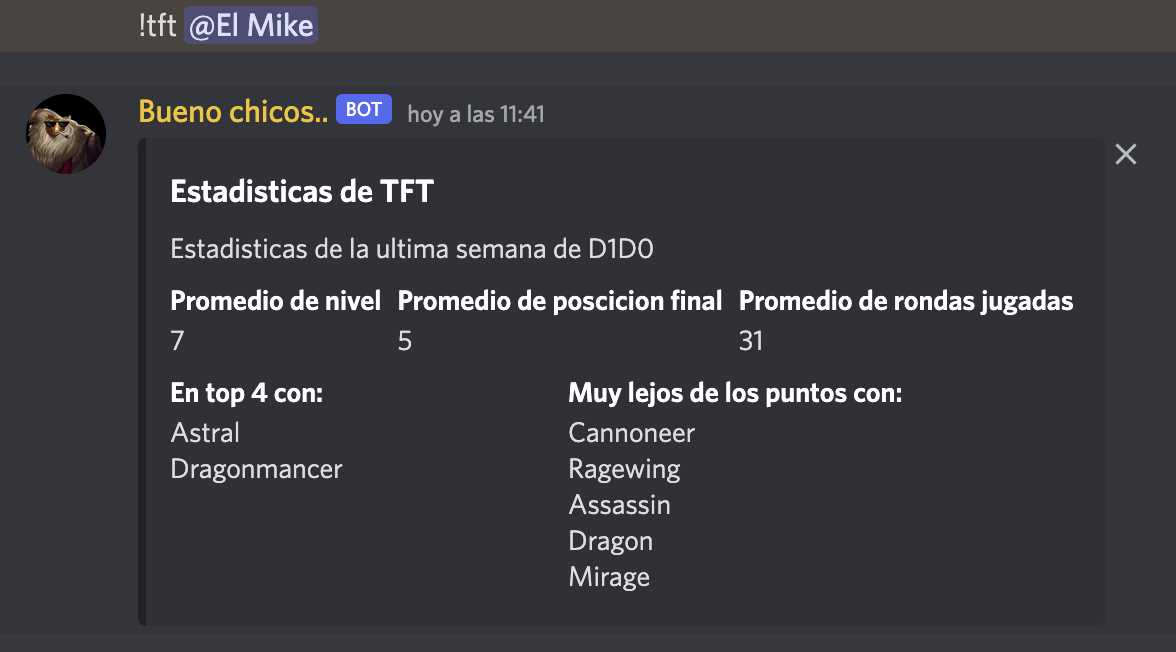 !tft @El Mike
Bueno chicos.. BOT hoy a las 11:41
Estadisticas de TFT
Estadisticas de la ultima semana de D1D0
Promedio de nivel Promedio de poscicion final Promedio de rondas jugadas
7 5 31
En top 4 con: Muy lejos de los puntos con:
Astral Cannoneer
Dragonmancer Ragewing
Assassin
Dragon
Mirage